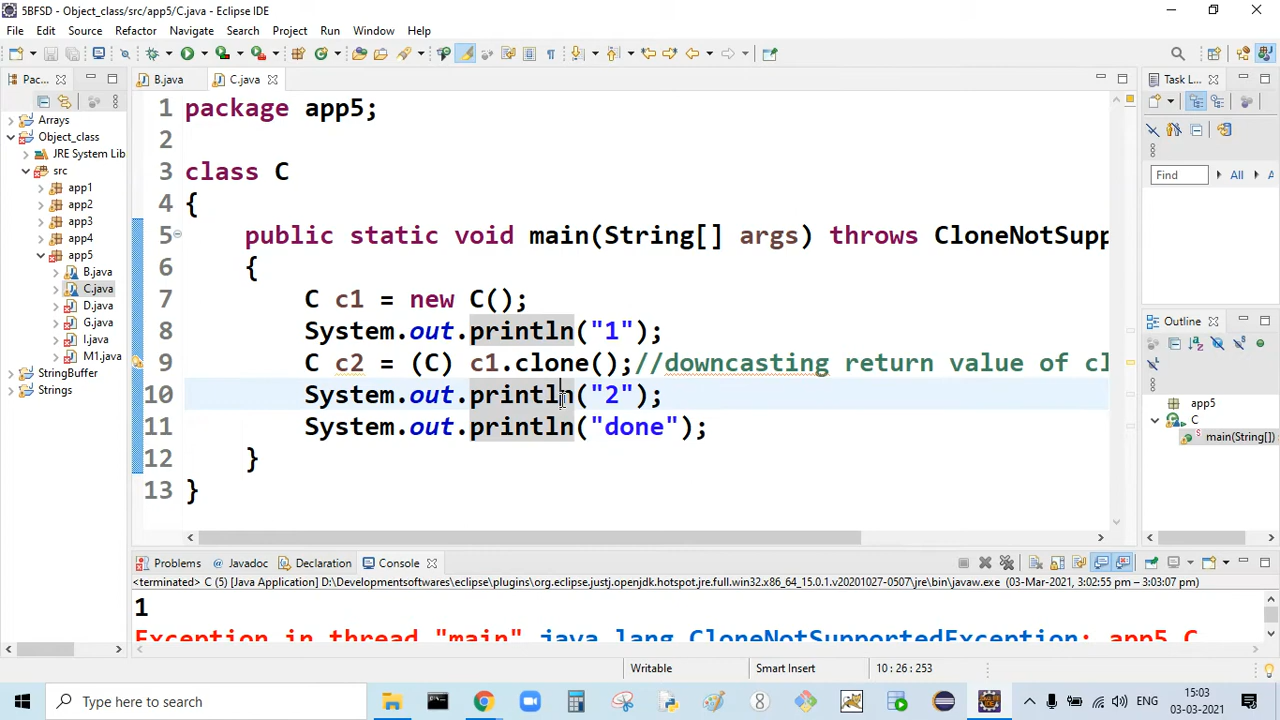 5BFSD - Object_class/src/app5/C.java - Eclipse IDE
File Edit Source Refactor Navigate Search Project Run Window Help
Pac...
B.java
C.java
Task L...
Arrays
Object_class
JRE System Lib
src
app1
app2
app3
app4
app5
B.java
C.java
D.java
G.java
I.java
M1.java
StringBuffer
Strings
1 package app5;
2
3 class C
4 {
5 public static void main(String[] args) throws CloneNotSupp
6 {
7 C c1 = new C();
8 System.out.println("1");
9 C c2 = (C) c1.clone();//downcasting return value of cl
10 System.out.println("2");
11 System.out.println("done");
12 }
13 }
Find
All
A
Outline
app5
C
main(String[])
Problems Javadoc Declaration Console
<terminated> C (5) [Java Application] D:\Developmentsoftwares\eclipse\plugins\org.eclipse.justj.openjdk.hotspot.jre.full.win32.x86_64_15.0.1.v20201027-0507\jre\bin\javaw.exe (03-Mar-2021, 3:02:55 pm – 3:03:07 pm)
1
Exception in thread "main" java.lang.CloneNotSupportedException: app5.C
Writable Smart Insert 10 : 26 : 253
Type here to search
ENG
15:03
03-03-2021